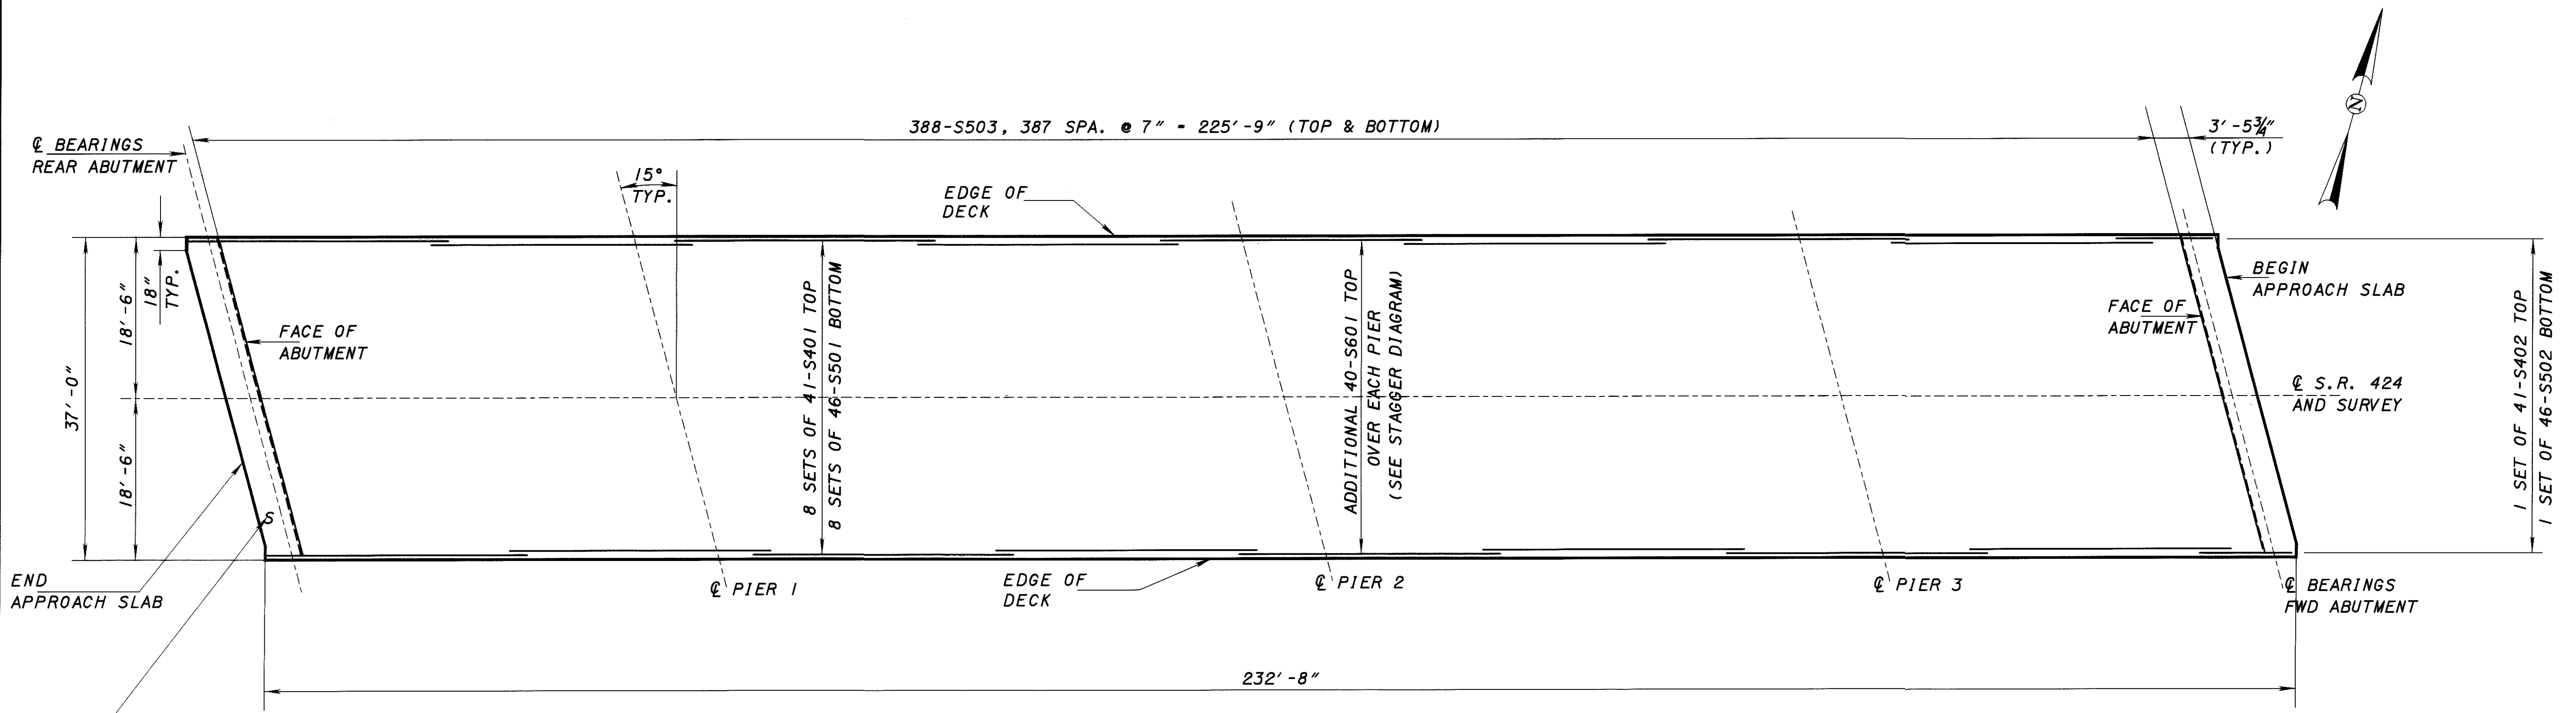 388-S503, 387 SPA. @ 7" = 225'-9" (TOP & BOTTOM)
3'-5¾"
(TYP.)
N
℄ BEARINGS
REAR ABUTMENT
15°
TYP.
EDGE OF
DECK
18"
TYP.
18'-6"
37'-0"
18'-6"
FACE OF
ABUTMENT
8 SETS OF 41-S401 TOP
8 SETS OF 46-S501 BOTTOM
ADDITIONAL 40-S601 TOP
OVER EACH PIER
(SEE STAGGER DIAGRAM)
FACE OF
ABUTMENT
BEGIN
APPROACH SLAB
℄ S.R. 424
AND SURVEY
1 SET OF 41-S402 TOP
1 SET OF 46-S502 BOTTOM
S
END
APPROACH SLAB
℄ PIER 1
EDGE OF
DECK
℄ PIER 2
℄ PIER 3
℄ BEARINGS
FWD ABUTMENT
232'-8"